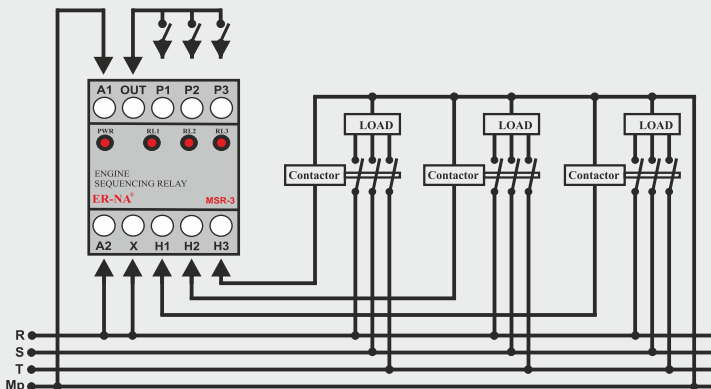 A1 OUT P1 P2 P3
PWR RL1 RL2 RL3
ENGINE
SEQUENCING RELAY
ER-NA® MSR-3
A2 X H1 H2 H3
LOAD LOAD LOAD
Contactor Contactor Contactor
R
S
T
Mp